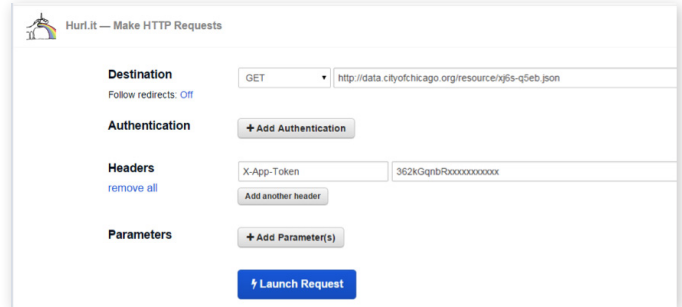 Hurl.it — Make HTTP Requests
Destination
GET
http://data.cityofchicago.org/resource/xj6s-q5eb.json
Follow redirects: Off
Authentication
+ Add Authentication
Headers
X-App-Token
362kGqnbRxxxxxxxxxxx
remove all
Add another header
Parameters
+ Add Parameter(s)
Launch Request